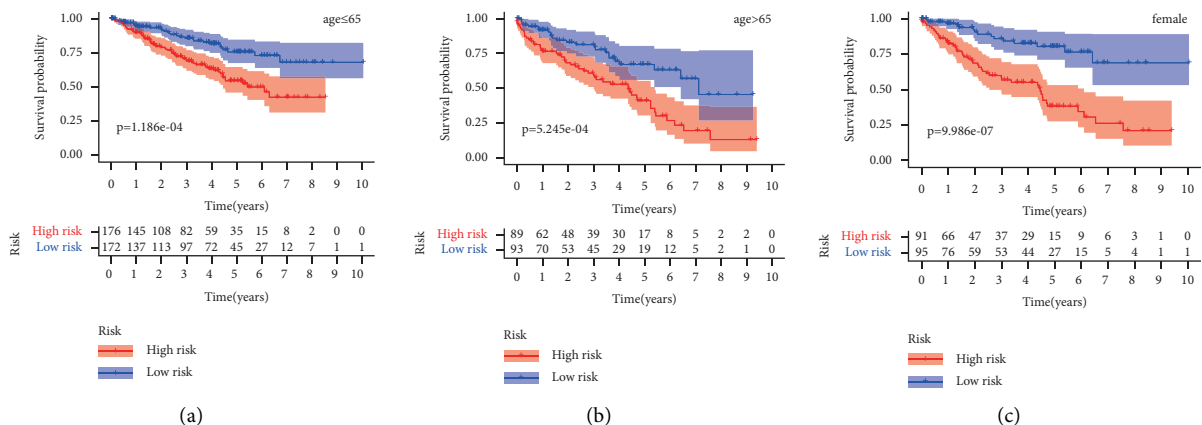 age≤65
Survival probability
1.00
0.75
0.50
0.25
0.00
p=1.186e-04
0 1 2 3 4 5 6 7 8 9 10
Time(years)
Risk
High risk 176 145 108 82 59 35 15 8 2 0 0
Low risk 172 137 113 97 72 45 27 12 7 1 1
0 1 2 3 4 5 6 7 8 9 10
Time(years)
Risk
High risk
Low risk
(a)
age>65
Survival probability
1.00
0.75
0.50
0.25
0.00
p=5.245e-04
0 1 2 3 4 5 6 7 8 9 10
Time(years)
Risk
High risk 89 62 48 39 30 17 8 5 2 2 0
Low risk 93 70 53 45 29 19 12 5 2 1 0
0 1 2 3 4 5 6 7 8 9 10
Time(years)
Risk
High risk
Low risk
(b)
female
Survival probability
1.00
0.75
0.50
0.25
0.00
p=9.986e-07
0 1 2 3 4 5 6 7 8 9 10
Time(years)
Risk
High risk 91 66 47 37 29 15 9 6 3 1 0
Low risk 95 76 59 53 44 27 15 5 4 1 1
0 1 2 3 4 5 6 7 8 9 10
Time(years)
Risk
High risk
Low risk
(c)